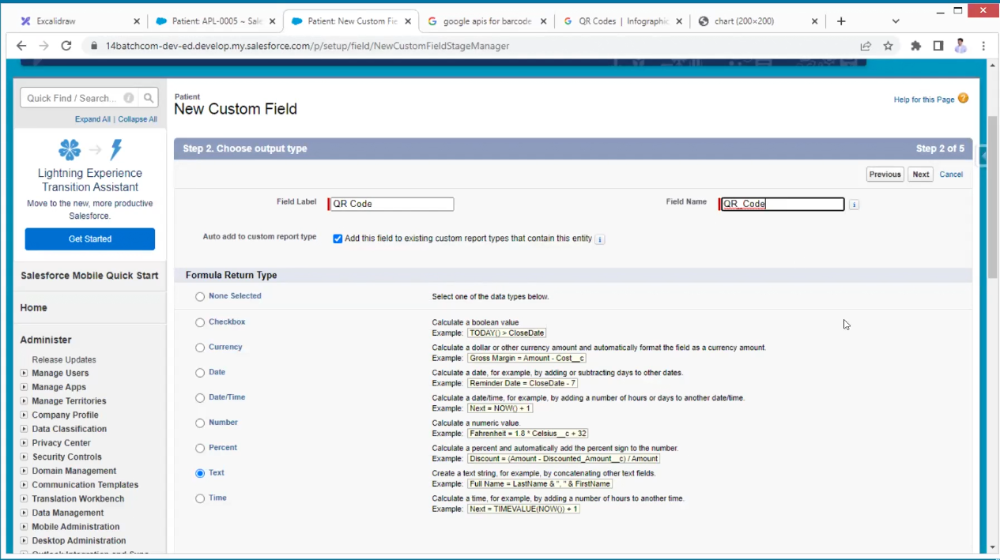 Excalidraw
Patient: APL-0005 ~ Sale
Patient: New Custom Fie
google apis for barcode
QR Codes | Infographic
chart (200×200)
14batchcom-dev-ed.develop.my.salesforce.com/p/setup/field/NewCustomFieldStageManager
Quick Find / Search...
Expand All | Collapse All
Lightning Experience
Transition Assistant
Move to the new, more productive
Salesforce.
Get Started
Salesforce Mobile Quick Start
Home
Administer
Release Updates
Manage Users
Manage Apps
Manage Territories
Company Profile
Data Classification
Privacy Center
Security Controls
Domain Management
Communication Templates
Translation Workbench
Data Management
Mobile Administration
Desktop Administration
Outlook Integration and Sync
Patient
New Custom Field
Help for this Page
Step 2. Choose output type
Step 2 of 5
Previous
Next
Cancel
Field Label
QR Code
Field Name
QR_Code
Auto add to custom report type
Add this field to existing custom report types that contain this entity
Formula Return Type
None Selected
Select one of the data types below.
Checkbox
Calculate a boolean value
Example: TODAY() > CloseDate
Currency
Calculate a dollar or other currency amount and automatically format the field as a currency amount.
Example: Gross Margin = Amount - Cost__c
Date
Calculate a date, for example, by adding or subtracting days to other dates.
Example: Reminder Date = CloseDate - 7
Date/Time
Calculate a date/time, for example, by adding a number of hours or days to another date/time.
Example: Next = NOW() + 1
Number
Calculate a numeric value.
Example: Fahrenheit = 1.8 * Celsius__c + 32
Percent
Calculate a percent and automatically add the percent sign to the number.
Example: Discount = (Amount - Discounted_Amount__c) / Amount
Text
Create a text string, for example, by concatenating other text fields.
Example: Full Name = LastName & ", " & FirstName
Time
Calculate a time, for example, by adding a number of hours to another time.
Example: Next = TIMEVALUE(NOW()) + 1